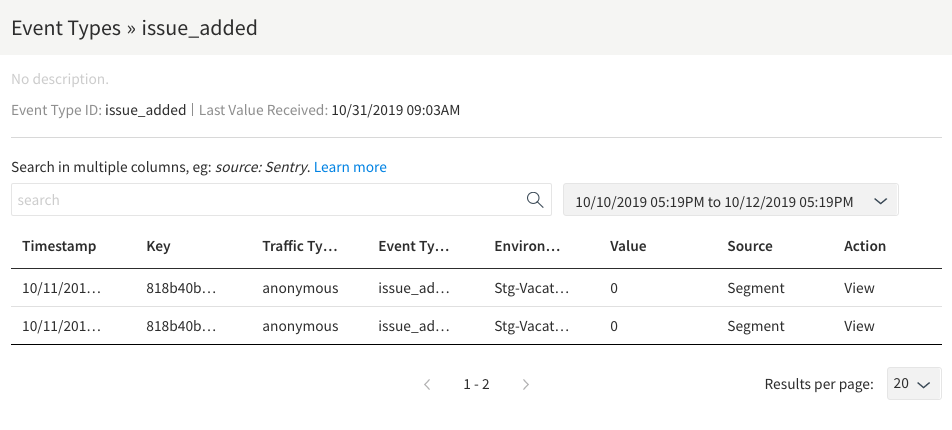 Event Types » issue_added
No description.
Event Type ID: issue_added | Last Value Received: 10/31/2019 09:03AM
Search in multiple columns, eg: source: Sentry. Learn more
search 10/10/2019 05:19PM to 10/12/2019 05:19PM
Timestamp Key Traffic Ty... Event Ty... Environ... Value Source Action
10/11/201... 818b40b... anonymous issue_ad... Stg-Vacat... 0 Segment View
10/11/201... 818b40b... anonymous issue_ad... Stg-Vacat... 0 Segment View
1 - 2 Results per page: 20